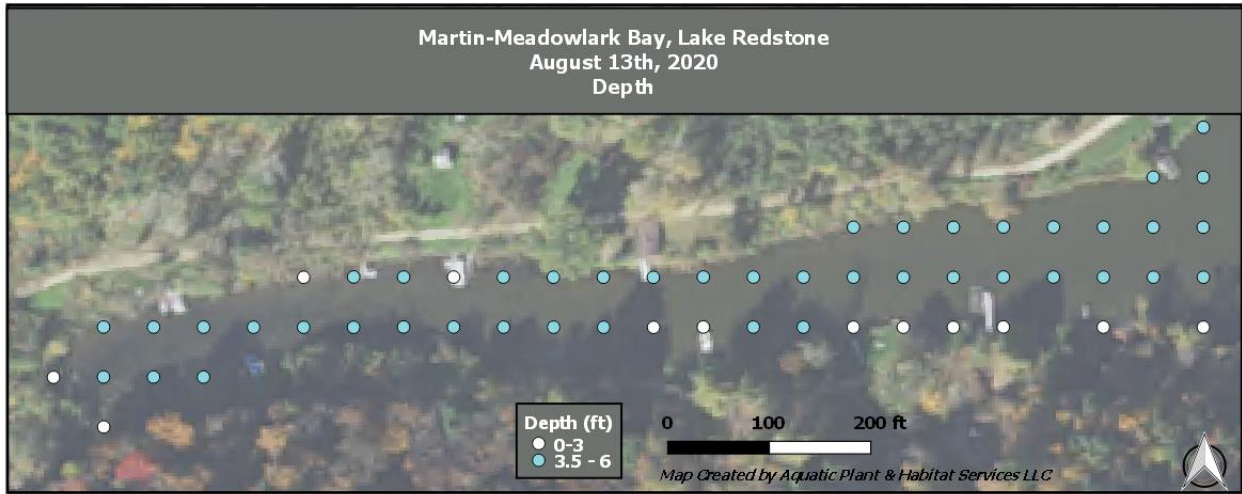 Martin-Meadowlark Bay, Lake Redstone
August 13th, 2020
Depth
Depth (ft)
0-3
3.5 - 6
0 100 200 ft
Map Created by Aquatic Plant & Habitat Services LLC